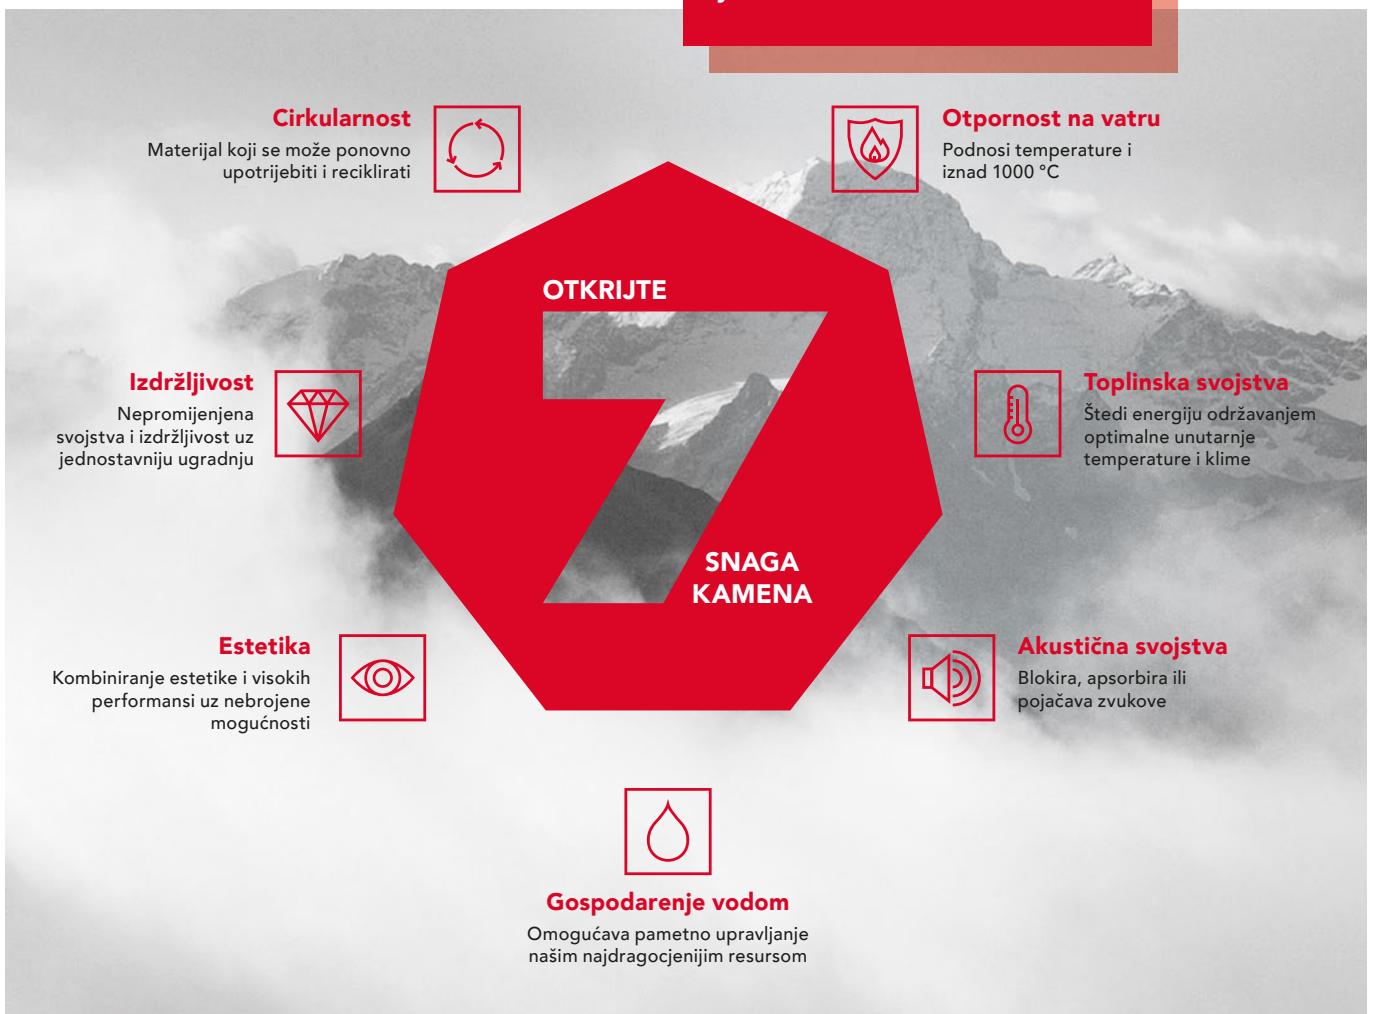 Cirkularnost
Materijal koji se može ponovno
upotrijebiti i reciklirati
Otpornost na vatru
Podnosi temperature i
iznad 1000 °C
OTKRIJTE
7
SNAGA
KAMENA
Izdržljivost
Nepromijenjena
svojstva i izdržljivost uz
jednostavniju ugradnju
Toplinska svojstva
Štedi energiju održavanjem
optimalne unutarnje
temperature i klime
Estetika
Kombiniranje estetike i visokih
performansi uz nebrojene
mogućnosti
Akustična svojstva
Blokira, apsorbira ili
pojačava zvukove
Gospodarenje vodom
Omogućava pametno upravljanje
našim najdragocjenijim resursom